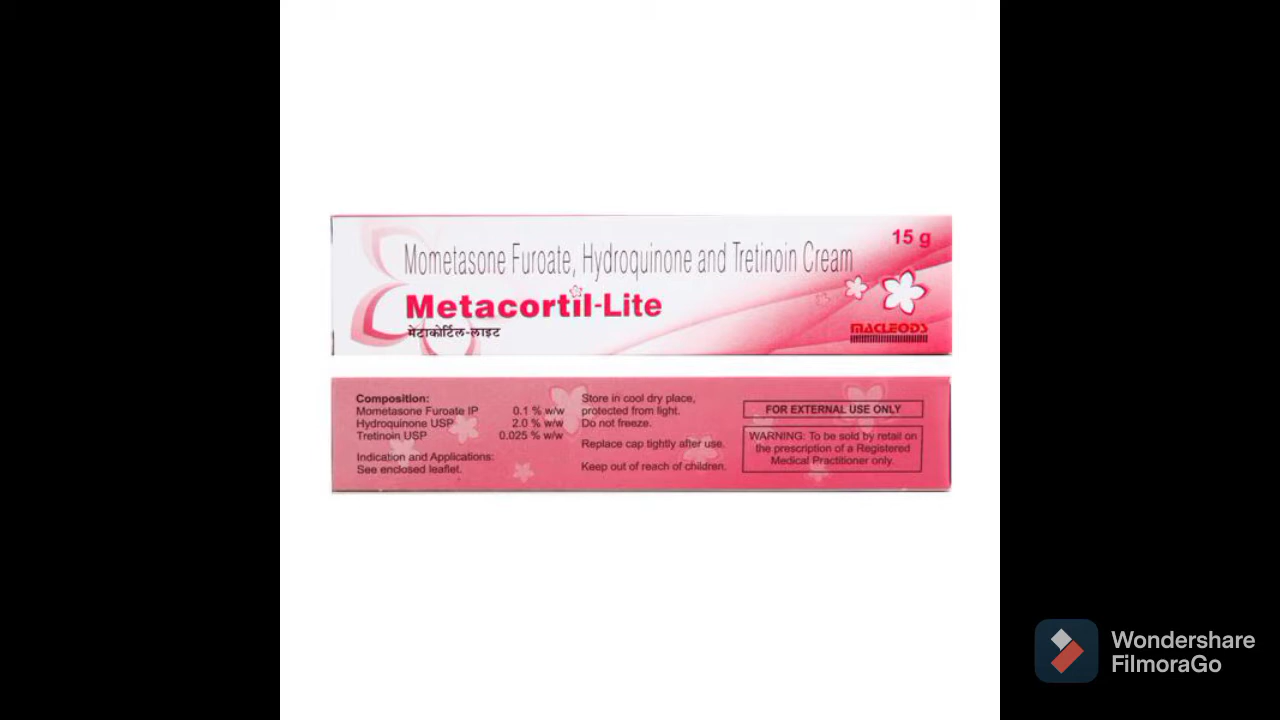 Mometasone Furoate, Hydroquinone and Tretinoin Cream
15 g
Metacortil-Lite
मेटाकोर्टिल-लाइट
MACLEODS
Composition:
Mometasone Furoate IP 0.1 % w/w
Hydroquinone USP 2.0 % w/w
Tretinoin USP 0.025 % w/w
Indication and Applications:
See enclosed leaflet.
Store in cool dry place,
protected from light.
Do not freeze.
Replace cap tightly after use.
Keep out of reach of children.
FOR EXTERNAL USE ONLY
WARNING: To be sold by retail on
the prescription of a Registered
Medical Practitioner only.
Wondershare
FilmoraGo